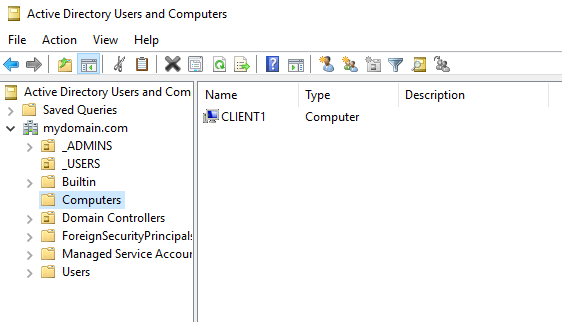 Active Directory Users and Computers
File Action View Help
Active Directory Users and Com
Saved Queries
mydomain.com
_ADMINS
_USERS
Builtin
Computers
Domain Controllers
ForeignSecurityPrincipals
Managed Service Accour
Users
Name Type Description
CLIENT1 Computer